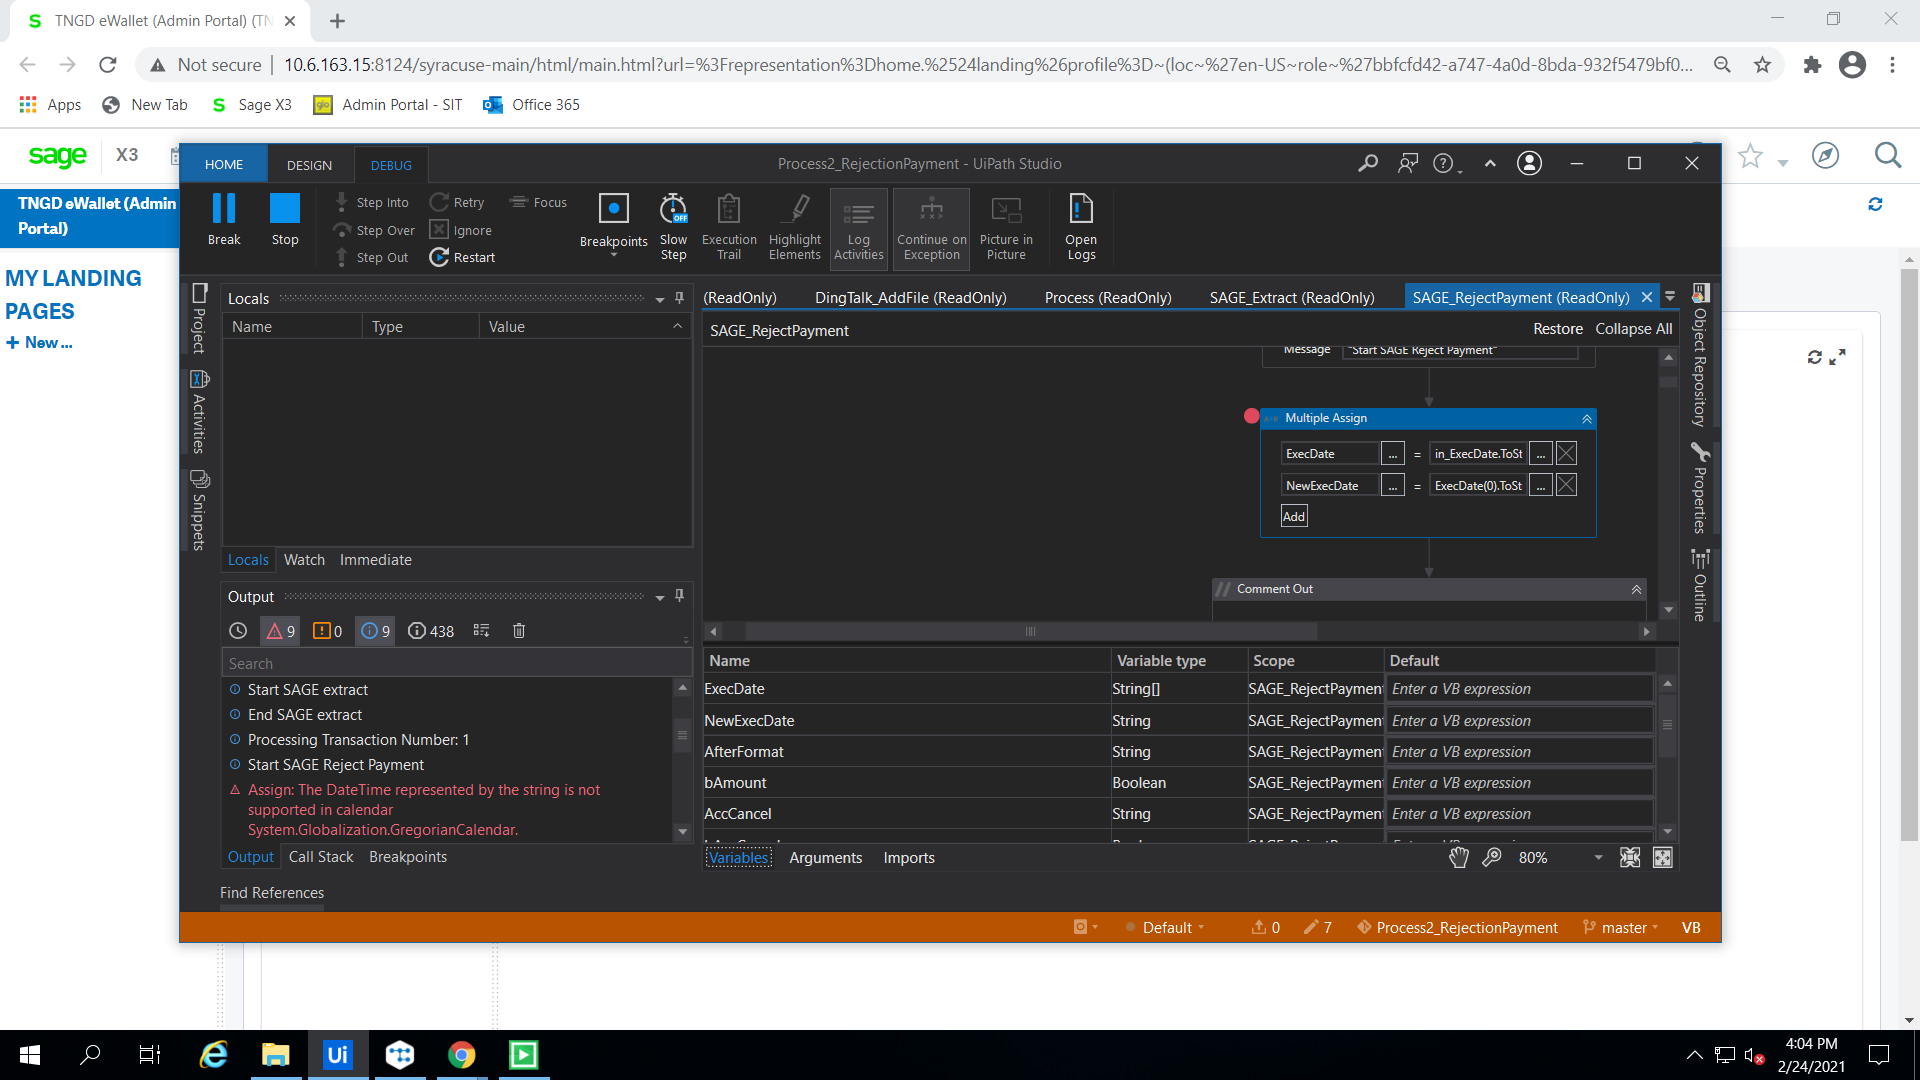 TNGD eWallet (Admin Portal) (TN
Not secure
10.6.163.15:8124/syracuse-main/html/main.html?url=%3Frepresentation%3Dhome.%2524landing%26profile%3D~(loc~%27en-US~role~%27bbfcfd42-a747-4a0d-8bda-932f5479bf0...
Apps
New Tab
Sage X3
Admin Portal - SIT
Office 365
sage
X3
TNGD eWallet (Admin
Portal)
MY LANDING
PAGES
+ New ...
HOME
DESIGN
DEBUG
Process2_RejectionPayment - UiPath Studio
Break
Stop
Step Into
Step Over
Step Out
Retry
Ignore
Restart
Focus
Breakpoints
Slow
Step
OFF
Execution
Trail
Highlight
Elements
Log
Activities
Continue on
Exception
Picture in
Picture
Open
Logs
Project
Activities
Snippets
Locals
Name
Type
Value
Locals
Watch
Immediate
Output
9
0
9
438
Search
Start SAGE extract
End SAGE extract
Processing Transaction Number: 1
Start SAGE Reject Payment
Assign: The DateTime represented by the string is not
supported in calendar
System.Globalization.GregorianCalendar.
Output
Call Stack
Breakpoints
Find References
(ReadOnly)
DingTalk_AddFile (ReadOnly)
Process (ReadOnly)
SAGE_Extract (ReadOnly)
SAGE_RejectPayment (ReadOnly)
SAGE_RejectPayment
Restore
Collapse All
Message
"Start SAGE Reject Payment"
Multiple Assign
ExecDate
...
=
in_ExecDate.ToSt
...
NewExecDate
...
=
ExecDate(0).ToSt
...
Add
Comment Out
Name
Variable type
Scope
Default
ExecDate
String[]
SAGE_RejectPayment
Enter a VB expression
NewExecDate
String
SAGE_RejectPayment
Enter a VB expression
AfterFormat
String
SAGE_RejectPayment
Enter a VB expression
bAmount
Boolean
SAGE_RejectPayment
Enter a VB expression
AccCancel
String
SAGE_RejectPayment
Enter a VB expression
Variables
Arguments
Imports
80%
Object Repository
Properties
Outline
Default
0
7
Process2_RejectionPayment
master
VB
Ui
4:04 PM
2/24/2021